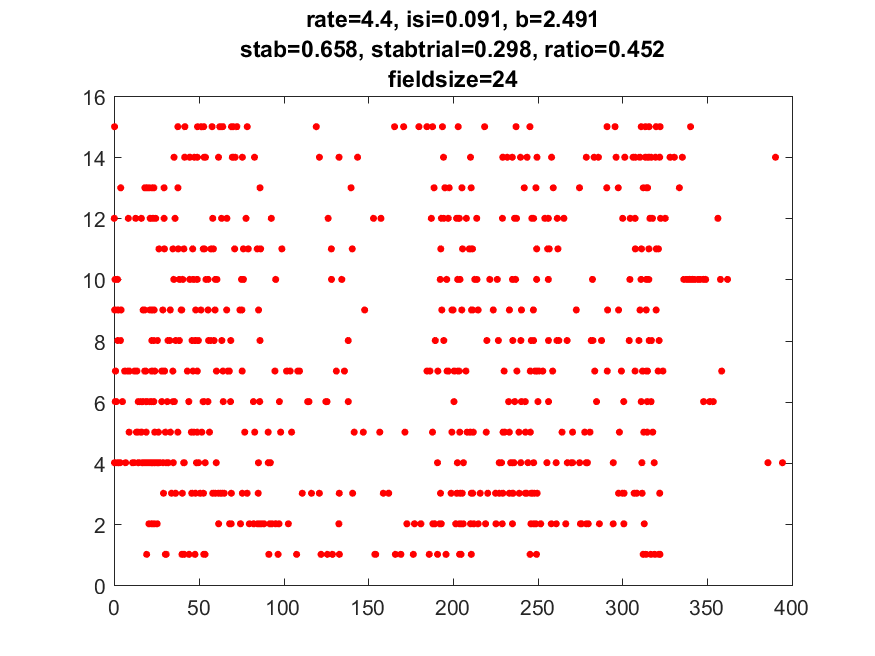 rate=4.4, isi=0.091, b=2.491
stab=0.658, stabtrial=0.298, ratio=0.452
fieldsize=24
16
14
12
10
8
6
4
2
0
0 50 100 150 200 250 300 350 400